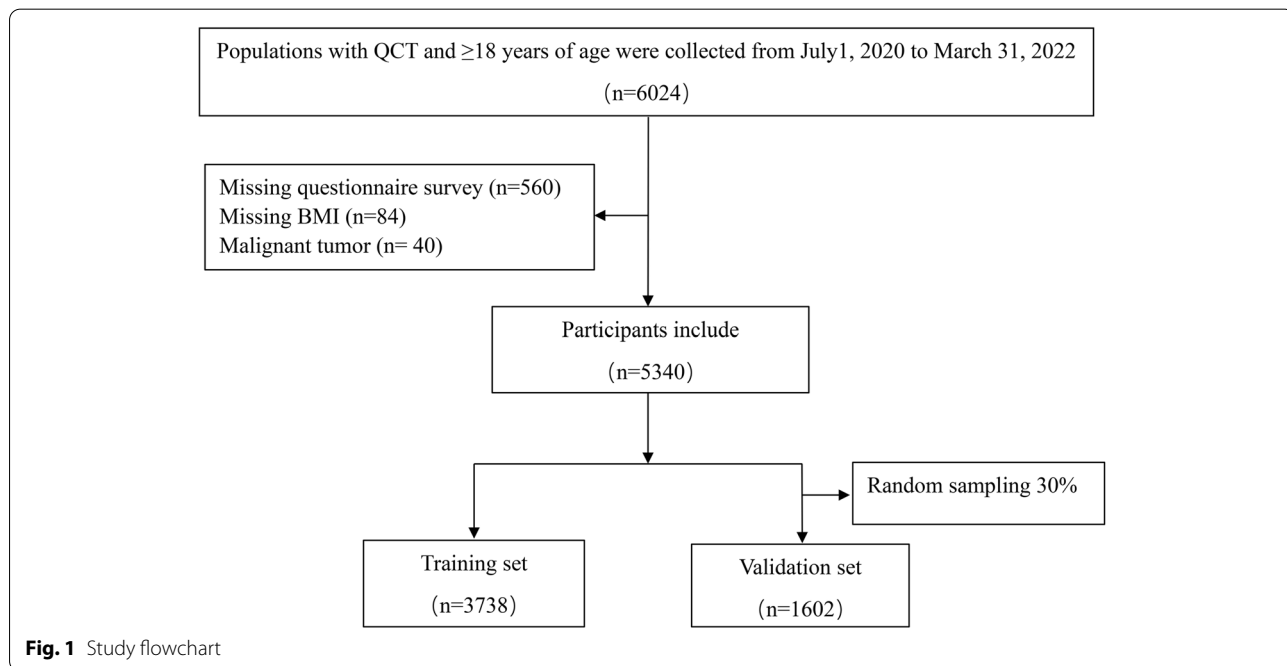 Populations with QCT and ≥18 years of age were collected from July1, 2020 to March 31, 2022
(n=6024)
Missing questionnaire survey (n=560)
Missing BMI (n=84)
Malignant tumor (n= 40)
Participants include
(n=5340)
Random sampling 30%
Training set
(n=3738)
Validation set
(n=1602)
Fig. 1 Study flowchart